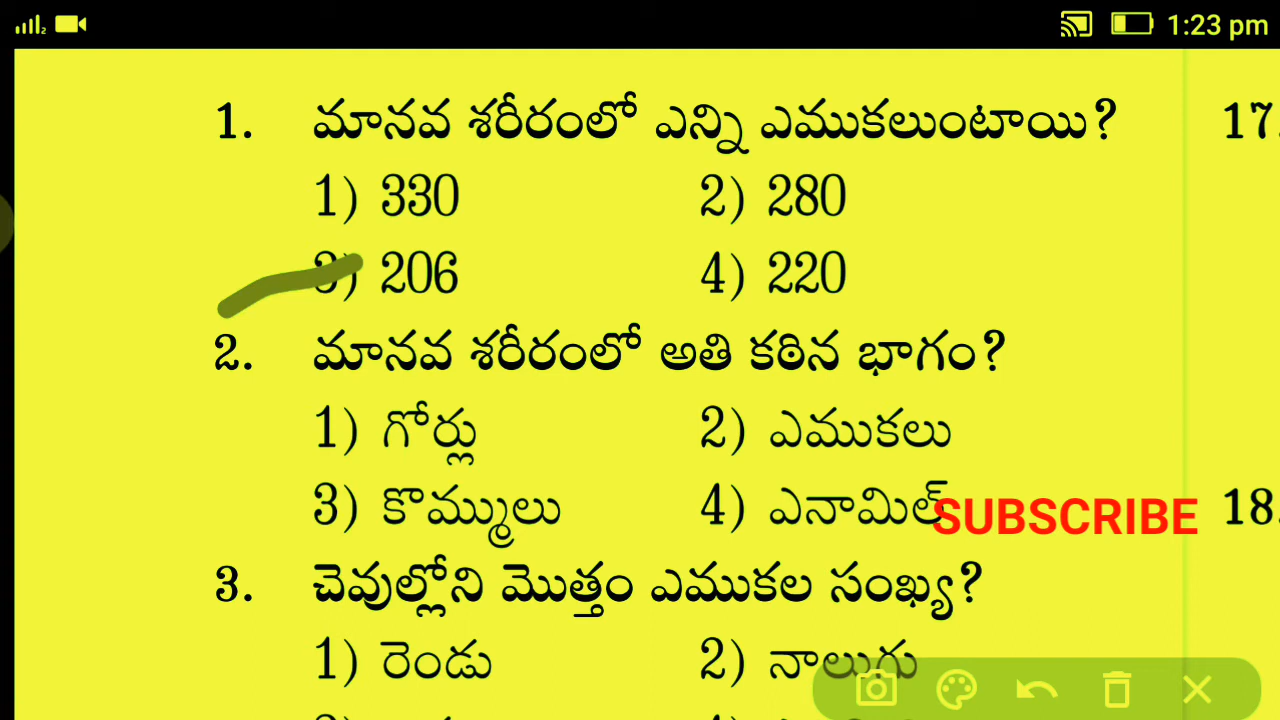 1:23 pm
1. మానవ శరీరంలో ఎన్ని ఎముకలుంటాయి? 17.
1) 330 2) 280
3) 206 4) 220
2. మానవ శరీరంలో అతి కఠిన భాగం?
1) గోర్లు 2) ఎముకలు
3) కొమ్ములు 4) ఎనామిల్ SUBSCRIBE 18.
3. చెవుల్లోని మొత్తం ఎముకల సంఖ్య?
1) రెండు 2) నాలుగు